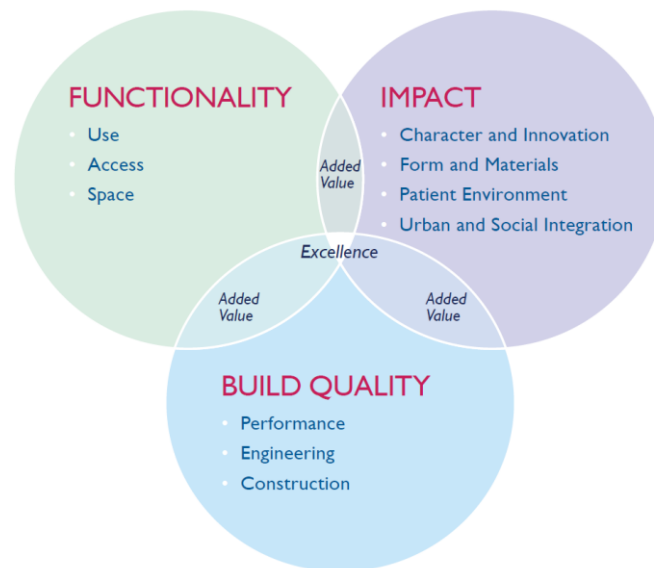 FUNCTIONALITY
Use
Access
Space
IMPACT
Character and Innovation
Form and Materials
Patient Environment
Urban and Social Integration
Added
Value
Excellence
Added
Value
Added
Value
BUILD QUALITY
Performance
Engineering
Construction